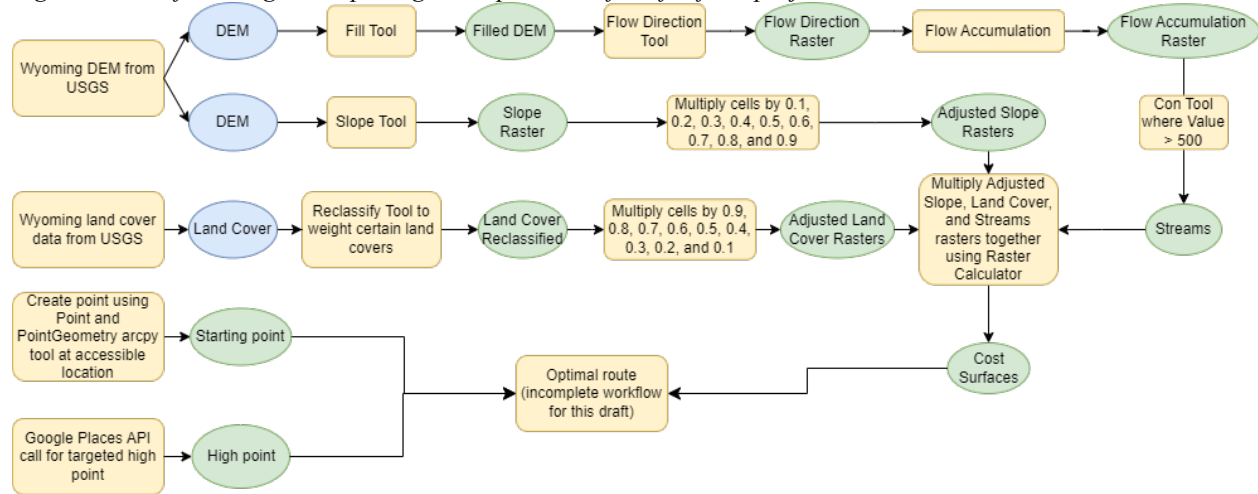 DEM
Fill Tool
Filled DEM
Flow Direction
Tool
Flow Direction
Raster
Flow Accumulation
Flow Accumulation
Raster
Wyoming DEM from
USGS
DEM
Slope Tool
Slope
Raster
Multiply cells by 0.1,
0.2, 0.3, 0.4, 0.5, 0.6,
0.7, 0.8, and 0.9
Adjusted Slope
Rasters
Con Tool
where Value
> 500
Wyoming land cover
data from USGS
Land Cover
Reclassify Tool to
weight certain land
covers
Land Cover
Reclassified
Multiply cells by 0.9,
0.8, 0.7, 0.6, 0.5, 0.4,
0.3, 0.2, and 0.1
Adjusted Land
Cover Rasters
Multiply Adjusted
Slope, Land Cover,
and Streams
rasters together
using Raster
Calculator
Streams
Create point using
Point and
PointGeometry arcpy
tool at accessible
location
Starting point
Optimal route
(incomplete workflow
for this draft)
Cost
Surfaces
Google Places API
call for targeted high
point
High point